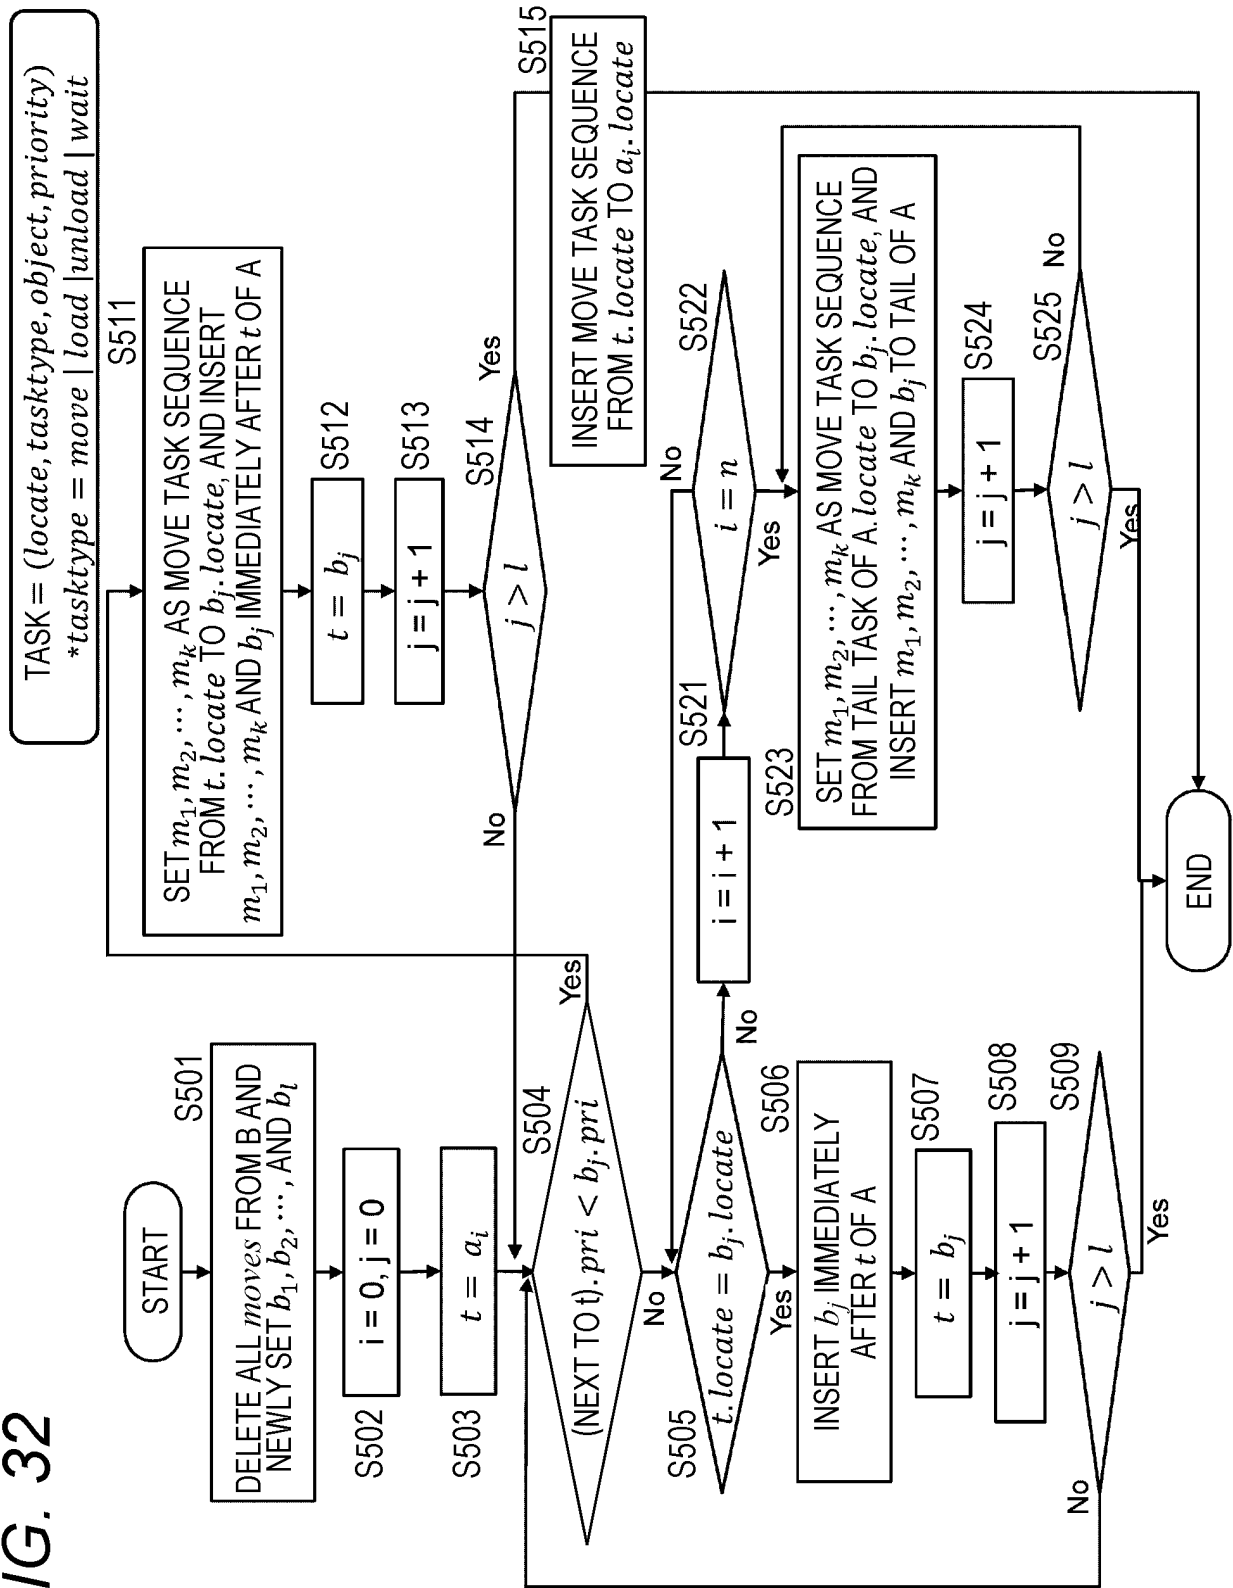 IG. 32
TASK = (locate, tasktype, object, priority)
*tasktype = move | load | unload | wait
START
S501
DELETE ALL moves FROM B AND
NEWLY SET b₁, b₂, ⋯, AND bₗ
S502
i = 0, j = 0
S503
t = aᵢ
S504
(NEXT TO t).pri < bⱼ.pri
Yes
No
S505
t.locate = bⱼ.locate
No
Yes
S506
INSERT bⱼ IMMEDIATELY
AFTER t OF A
S507
t = bⱼ
S508
j = j + 1
S509
j > l
No
Yes
S511
SET m₁, m₂, ⋯, mₖ AS MOVE TASK SEQUENCE
FROM t.locate TO bⱼ.locate, AND INSERT
m₁, m₂, ⋯, mₖ AND bⱼ IMMEDIATELY AFTER t OF A
S512
t = bⱼ
S513
j = j + 1
S514
j > l
No
Yes
S515
INSERT MOVE TASK SEQUENCE
FROM t.locate TO aᵢ.locate
S521
i = i + 1
S522
i = n
No
Yes
S523
SET m₁, m₂, ⋯, mₖ AS MOVE TASK SEQUENCE
FROM TAIL TASK OF A.locate TO bⱼ.locate, AND
INSERT m₁, m₂, ⋯, mₖ AND bⱼ TO TAIL OF A
S524
j = j + 1
S525
j > l
No
Yes
END